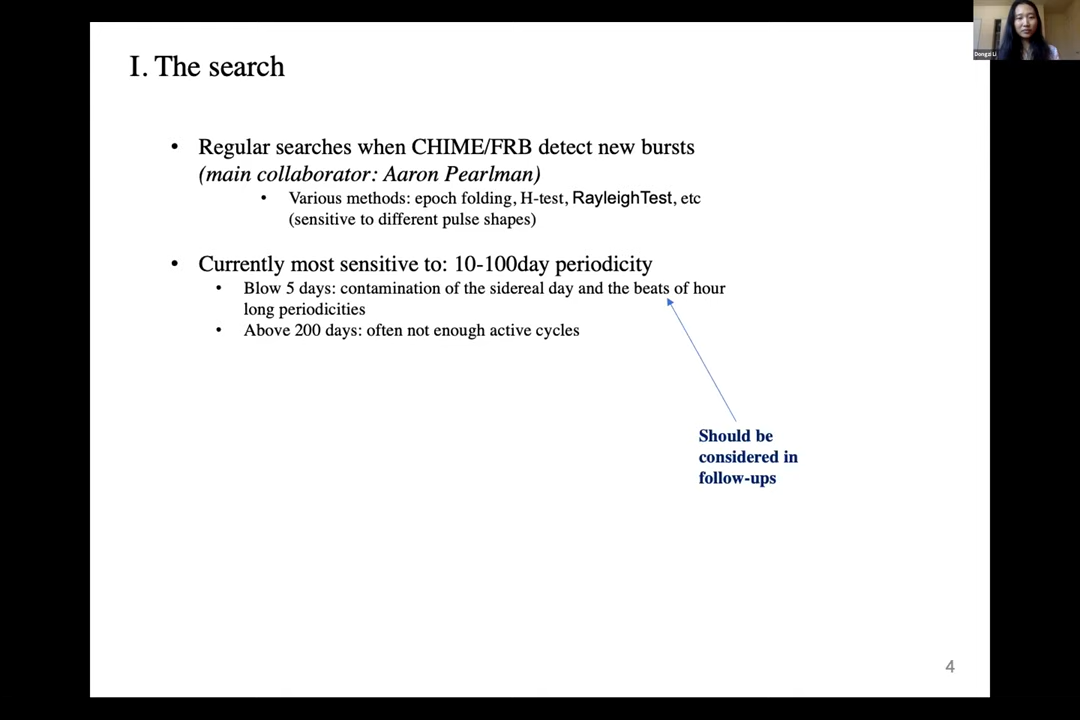 I. The search
• Regular searches when CHIME/FRB detect new bursts
(main collaborator: Aaron Pearlman)
• Various methods: epoch folding, H-test, RayleighTest, etc
(sensitive to different pulse shapes)
• Currently most sensitive to: 10-100day periodicity
• Blow 5 days: contamination of the sidereal day and the beats of hour
long periodicities
• Above 200 days: often not enough active cycles
Should be
considered in
follow-ups
4
Dongzi Li